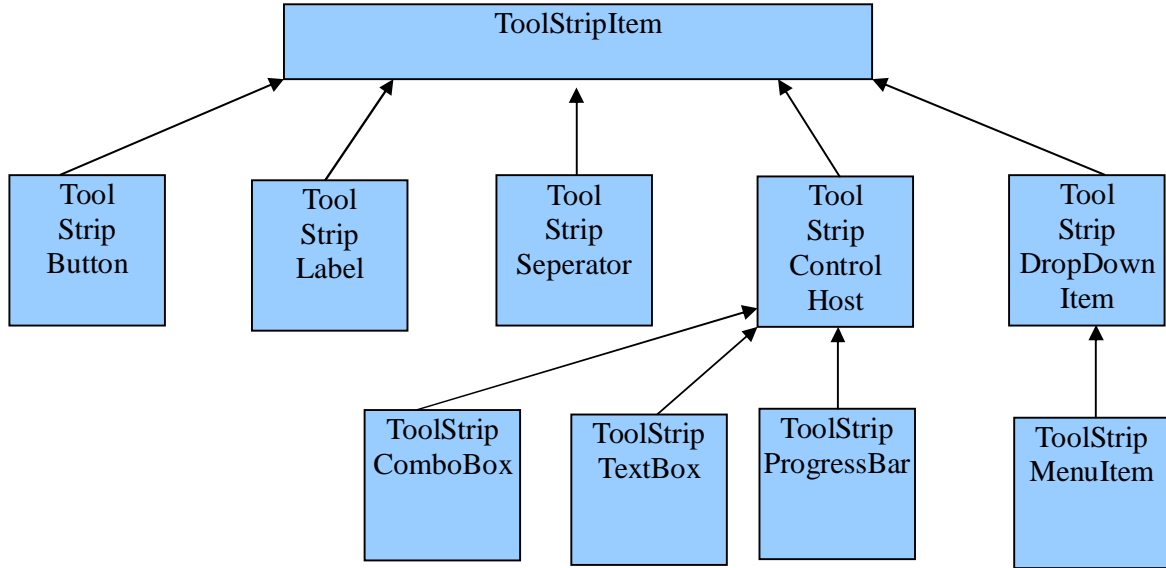 ToolStripItem
Tool
Strip
Button
Tool
Strip
Label
Tool
Strip
Seperator
Tool
Strip
Control
Host
Tool
Strip
DropDown
Item
ToolStrip
ComboBox
ToolStrip
TextBox
ToolStrip
ProgressBar
ToolStrip
MenuItem